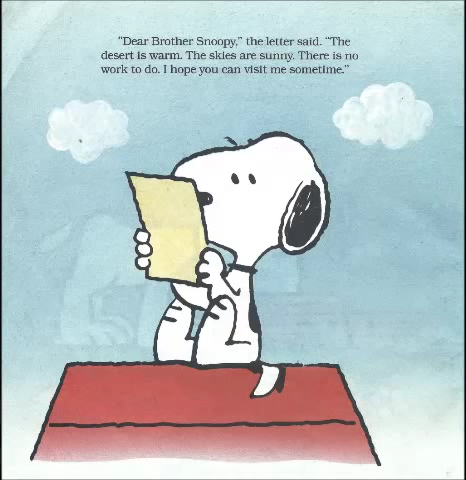 “Dear Brother Snoopy,” the letter said. “The
desert is warm. The skies are sunny. There is no
work to do. I hope you can visit me sometime.”